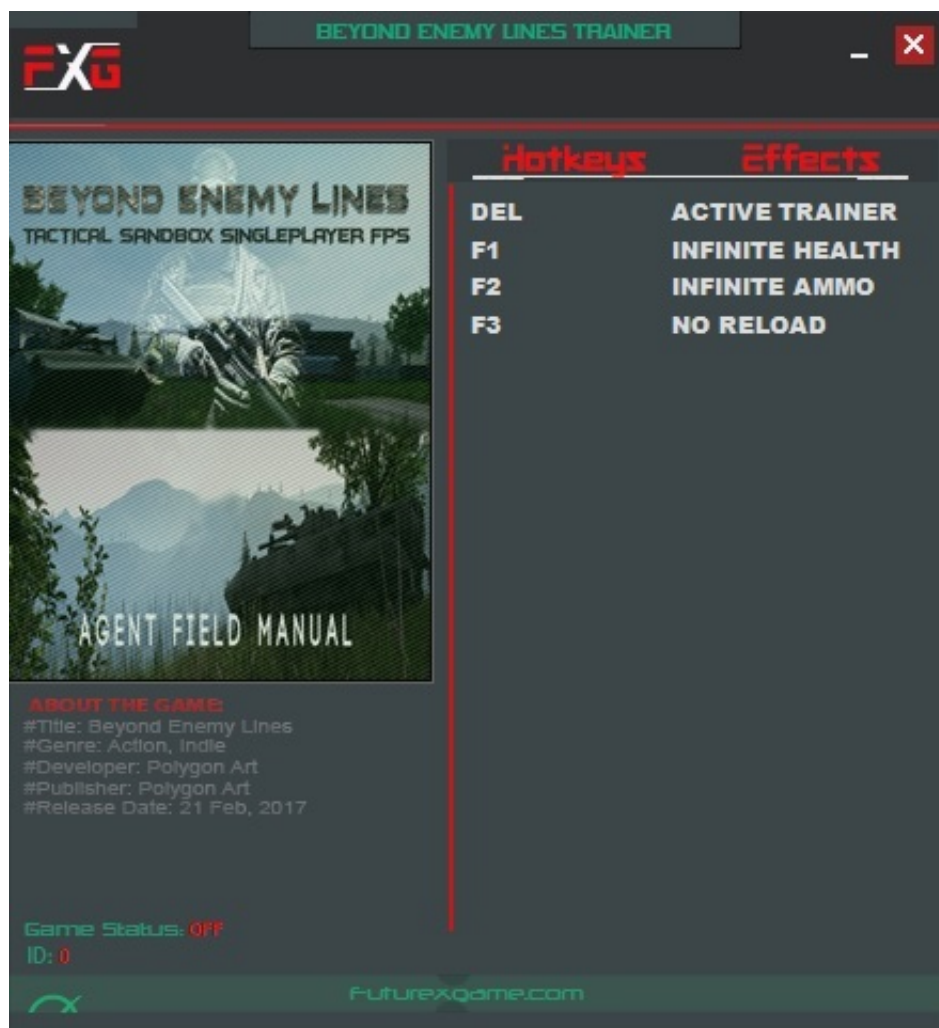 BEYOND ENEMY LINES TRAINER
FXG
Hotkeys Effects
DEL ACTIVE TRAINER
F1 INFINITE HEALTH
F2 INFINITE AMMO
F3 NO RELOAD
BEYOND ENEMY LINES
TACTICAL SANDBOX SINGLEPLAYER FPS
AGENT FIELD MANUAL
ABOUT THE GAME:
#Title: Beyond Enemy Lines
#Genre: Action, Indie
#Developer: Polygon Art
#Publisher: Polygon Art
#Release Date: 21 Feb, 2017
Game Status: OFF
ID: 0
Futurexgame.com